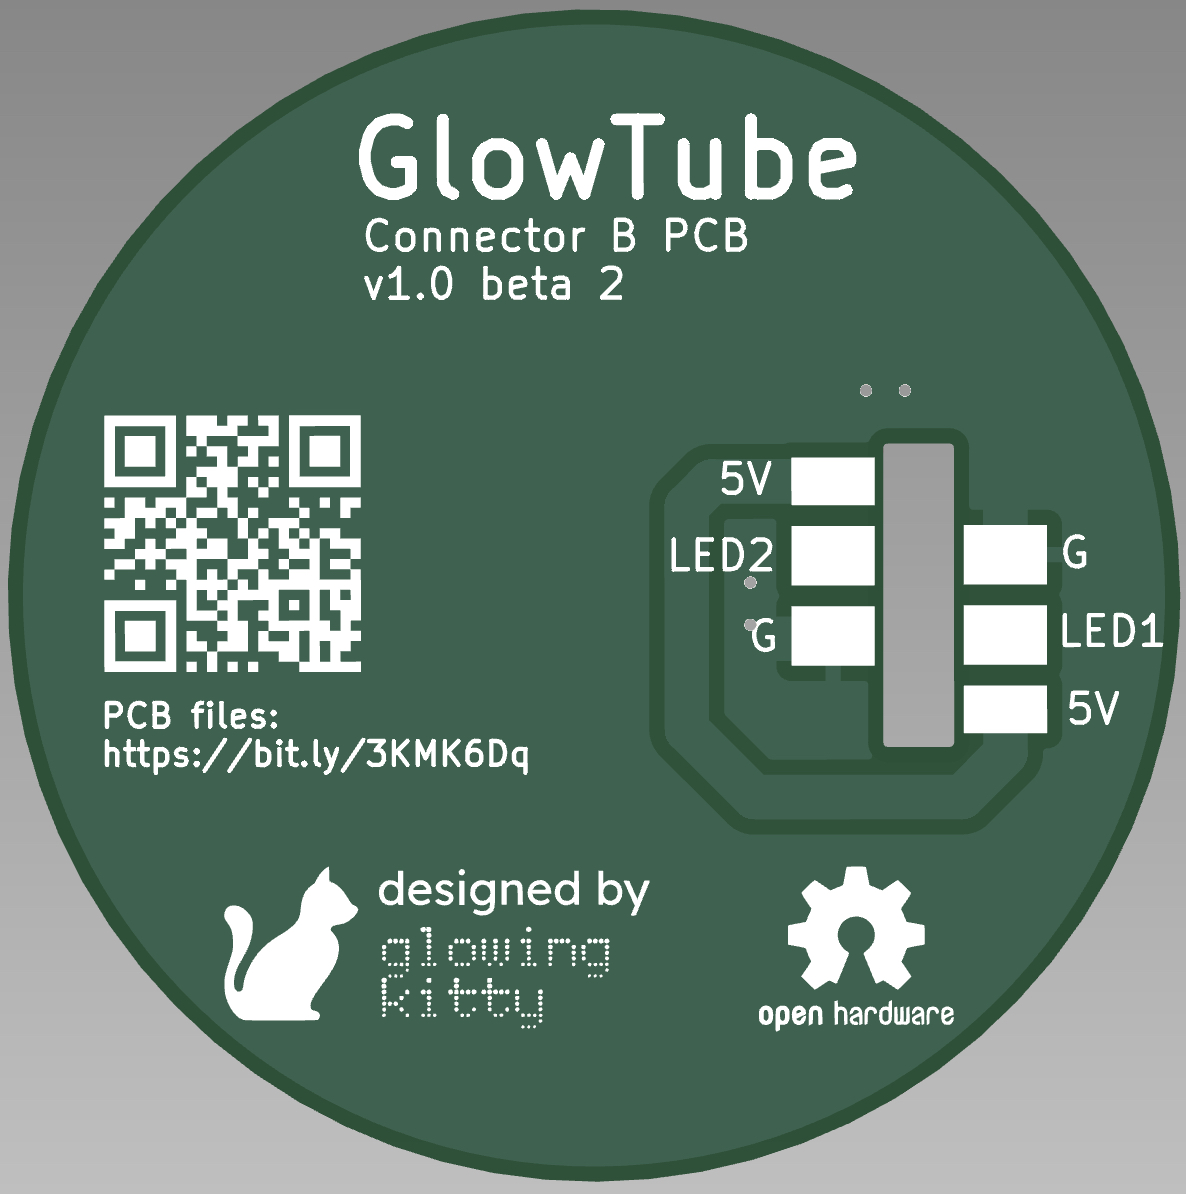 GlowTube
Connector B PCB
v1.0 beta 2
5V
LED2
G
G
LED1
5V
PCB files:
https://bit.ly/3KMK6Dq
designed by
glowing
kitty
open hardware